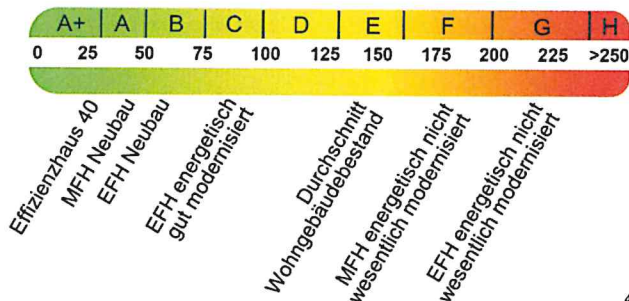 A+ A B C D E F G H
0 25 50 75 100 125 150 175 200 225 >250
Effizienzhaus 40
MFH Neubau
EFH Neubau
EFH energetisch
gut modernisiert
Durchschnitt
Wohngebäudebestand
MFH energetisch nicht
wesentlich modernisiert
EFH energetisch nicht
wesentlich modernisiert